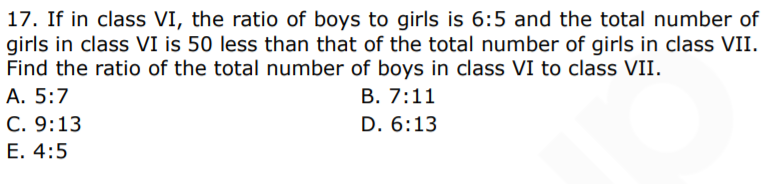 17. If in class VI, the ratio of boys to girls is 6:5 and the total number of
girls in class VI is 50 less than that of the total number of girls in class VII.
Find the ratio of the total number of boys in class VI to class VII.
A. 5:7 B. 7:11
C. 9:13 D. 6:13
E. 4:5